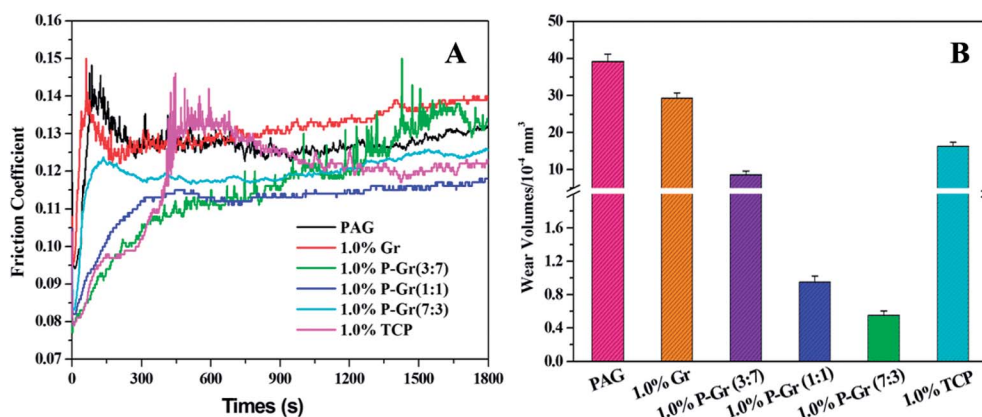 A
Friction Coefficient
0.16
0.15
0.14
0.13
0.12
0.11
0.10
0.09
0.08
0.07
PAG
1.0% Gr
1.0% P-Gr(3:7)
1.0% P-Gr(1:1)
1.0% P-Gr(7:3)
1.0% TCP
0 300 600 900 1200 1500 1800
Times (s)
B
Wear Volumes/10⁻⁴ mm³
50
40
30
20
10
1.6
1.2
0.8
0.4
0.0
PAG
1.0% Gr
1.0% P-Gr (3:7)
1.0% P-Gr (1:1)
1.0% P-Gr (7:3)
1.0% TCP